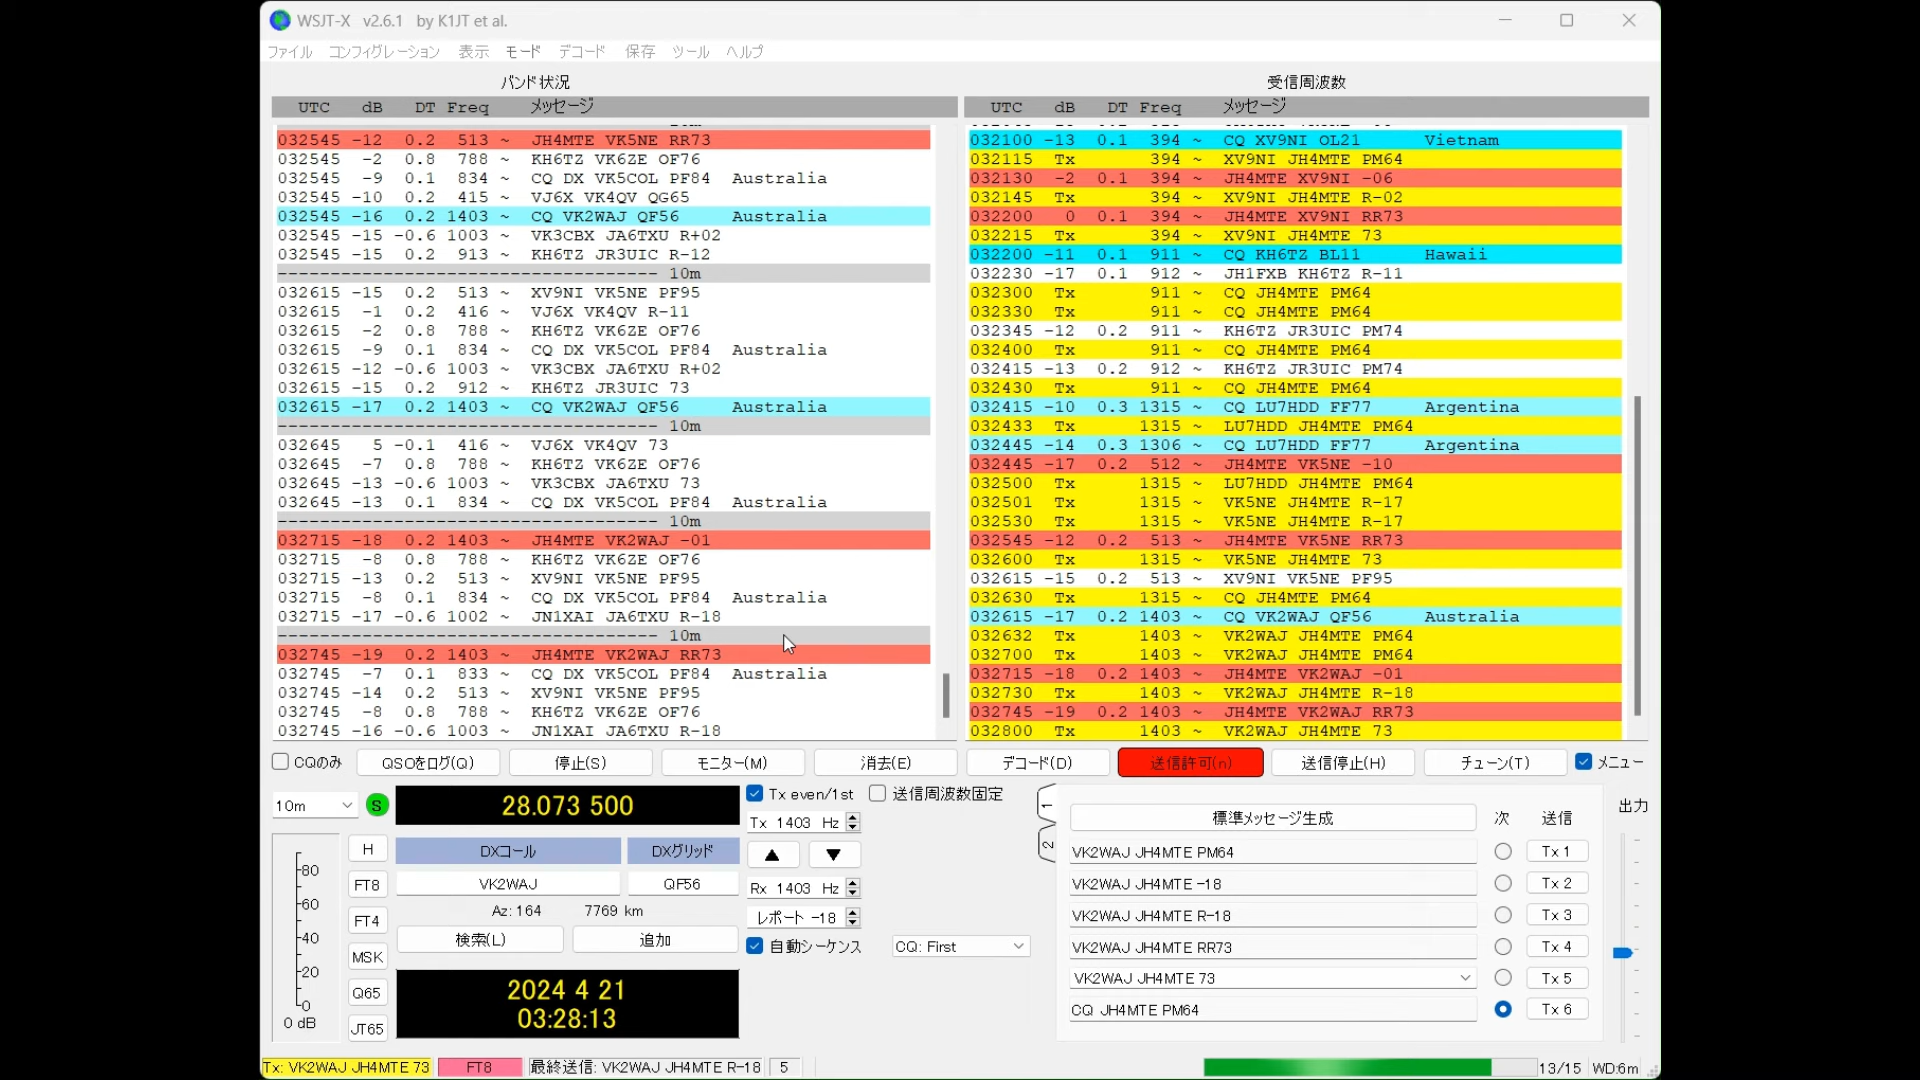 WSJT-X v2.6.1 by K1JT et al.
ファイル コンフィグレーション 表示 モード デコード 保存 ツール ヘルプ
バンド状況
UTC dB DT Freq メッセージ
032545 -12 0.2 513 ~ JH4MTE VK5NE RR73
032545 -2 0.8 788 ~ KH6TZ VK6ZE OF76
032545 -9 0.1 834 ~ CQ DX VK5COL PF84 Australia
032545 -10 0.2 415 ~ VJ6X VK4QV QG65
032545 -16 0.2 1403 ~ CQ VK2WAJ QF56 Australia
032545 -15 -0.6 1003 ~ VK3CBX JA6TXU R+02
032545 -15 0.2 913 ~ KH6TZ JR3UIC R-12
------------------------------------ 10m
032615 -15 0.2 513 ~ XV9NI VK5NE PF95
032615 -1 0.2 416 ~ VJ6X VK4QV R-11
032615 -2 0.8 788 ~ KH6TZ VK6ZE OF76
032615 -9 0.1 834 ~ CQ DX VK5COL PF84 Australia
032615 -12 -0.6 1003 ~ VK3CBX JA6TXU R+02
032615 -15 0.2 912 ~ KH6TZ JR3UIC 73
032615 -17 0.2 1403 ~ CQ VK2WAJ QF56 Australia
------------------------------------ 10m
032645 5 -0.1 416 ~ VJ6X VK4QV 73
032645 -7 0.8 788 ~ KH6TZ VK6ZE OF76
032645 -13 -0.6 1003 ~ VK3CBX JA6TXU 73
032645 -13 0.1 834 ~ CQ DX VK5COL PF84 Australia
------------------------------------ 10m
032715 -18 0.2 1403 ~ JH4MTE VK2WAJ -01
032715 -8 0.8 788 ~ KH6TZ VK6ZE OF76
032715 -13 0.2 513 ~ XV9NI VK5NE PF95
032715 -8 0.1 834 ~ CQ DX VK5COL PF84 Australia
032715 -17 -0.6 1002 ~ JN1XAI JA6TXU R-18
------------------------------------ 10m
032745 -19 0.2 1403 ~ JH4MTE VK2WAJ RR73
032745 -7 0.1 833 ~ CQ DX VK5COL PF84 Australia
032745 -14 0.2 513 ~ XV9NI VK5NE PF95
032745 -8 0.8 788 ~ KH6TZ VK6ZE OF76
032745 -16 -0.6 1003 ~ JN1XAI JA6TXU R-18
受信周波数
UTC dB DT Freq メッセージ
032100 -13 0.1 394 ~ CQ XV9NI OL21 Vietnam
032115 Tx 394 ~ XV9NI JH4MTE PM64
032130 -2 0.1 394 ~ JH4MTE XV9NI -06
032145 Tx 394 ~ XV9NI JH4MTE R-02
032200 0 0.1 394 ~ JH4MTE XV9NI RR73
032215 Tx 394 ~ XV9NI JH4MTE 73
032200 -11 0.1 911 ~ CQ KH6TZ BL11 Hawaii
032230 -17 0.1 912 ~ JH1FXB KH6TZ R-11
032300 Tx 911 ~ CQ JH4MTE PM64
032330 Tx 911 ~ CQ JH4MTE PM64
032345 -12 0.2 911 ~ KH6TZ JR3UIC PM74
032400 Tx 911 ~ CQ JH4MTE PM64
032415 -13 0.2 912 ~ KH6TZ JR3UIC PM74
032430 Tx 911 ~ CQ JH4MTE PM64
032415 -10 0.3 1315 ~ CQ LU7HDD FF77 Argentina
032433 Tx 1315 ~ LU7HDD JH4MTE PM64
032445 -14 0.3 1306 ~ CQ LU7HDD FF77 Argentina
032445 -17 0.2 512 ~ JH4MTE VK5NE -10
032500 Tx 1315 ~ LU7HDD JH4MTE PM64
032501 Tx 1315 ~ VK5NE JH4MTE R-17
032530 Tx 1315 ~ VK5NE JH4MTE R-17
032545 -12 0.2 513 ~ JH4MTE VK5NE RR73
032600 Tx 1315 ~ VK5NE JH4MTE 73
032615 -15 0.2 513 ~ XV9NI VK5NE PF95
032630 Tx 1315 ~ CQ JH4MTE PM64
032615 -17 0.2 1403 ~ CQ VK2WAJ QF56 Australia
032632 Tx 1403 ~ VK2WAJ JH4MTE PM64
032700 Tx 1403 ~ VK2WAJ JH4MTE PM64
032715 -18 0.2 1403 ~ JH4MTE VK2WAJ -01
032730 Tx 1403 ~ VK2WAJ JH4MTE R-18
032745 -19 0.2 1403 ~ JH4MTE VK2WAJ RR73
032800 Tx 1403 ~ VK2WAJ JH4MTE 73
CQのみ QSOをログ(Q) 停止(S) モニター(M) 消去(E) デコード(D) 送信許可(n) 送信停止(H) チューン(T) メニュー
10m S 28.073 500
Tx even/1st 送信周波数固定
Tx 1403 Hz
H FT8 FT4 MSK Q65 JT65
-80
-60
-40
-20
-0
0 dB
DXコール DXグリッド
VK2WAJ QF56
Az: 164 7769 km
検索(L) 追加
2024 4 21
03:28:13
▲ ▼
Rx 1403 Hz
レポート -18
自動シーケンス CQ: First
1
2
標準メッセージ生成 次 送信 出力
VK2WAJ JH4MTE PM64 Tx 1
VK2WAJ JH4MTE -18 Tx 2
VK2WAJ JH4MTE R-18 Tx 3
VK2WAJ JH4MTE RR73 Tx 4
VK2WAJ JH4MTE 73 Tx 5
CQ JH4MTE PM64 Tx 6
Tx: VK2WAJ JH4MTE 73 FT8 最終送信: VK2WAJ JH4MTE R-18 5 13/15 WD:6m